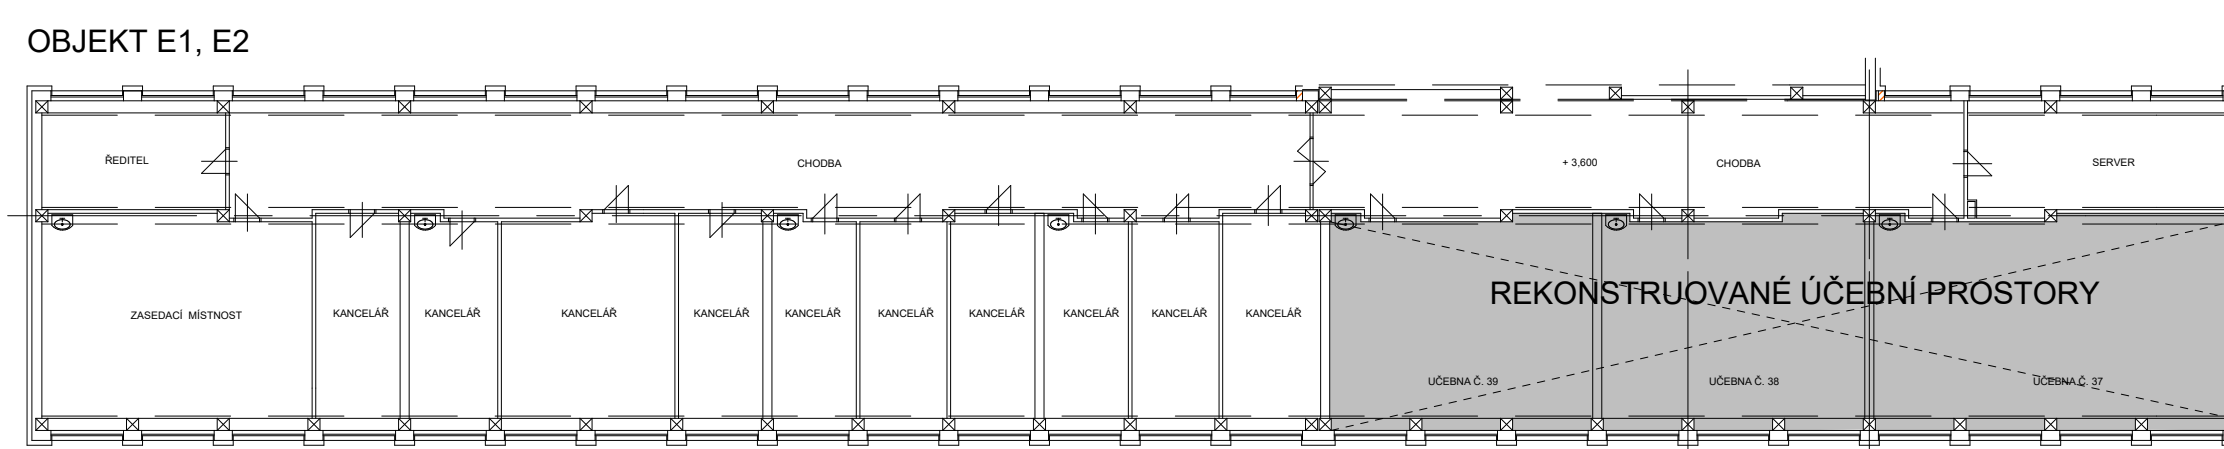 OBJEKT E1, E2
ŘEDITEL
CHODBA
+ 3,600
CHODBA
SERVER
REKONSTRUOVANÉ ÚČEBNÍ PROSTORY
ZASEDACÍ MÍSTNOST
KANCELÁŘ
KANCELÁŘ
KANCELÁŘ
KANCELÁŘ
KANCELÁŘ
KANCELÁŘ
KANCELÁŘ
KANCELÁŘ
KANCELÁŘ
KANCELÁŘ
UČEBNA Č. 39
UČEBNA Č. 38
UČEBNA Č. 37